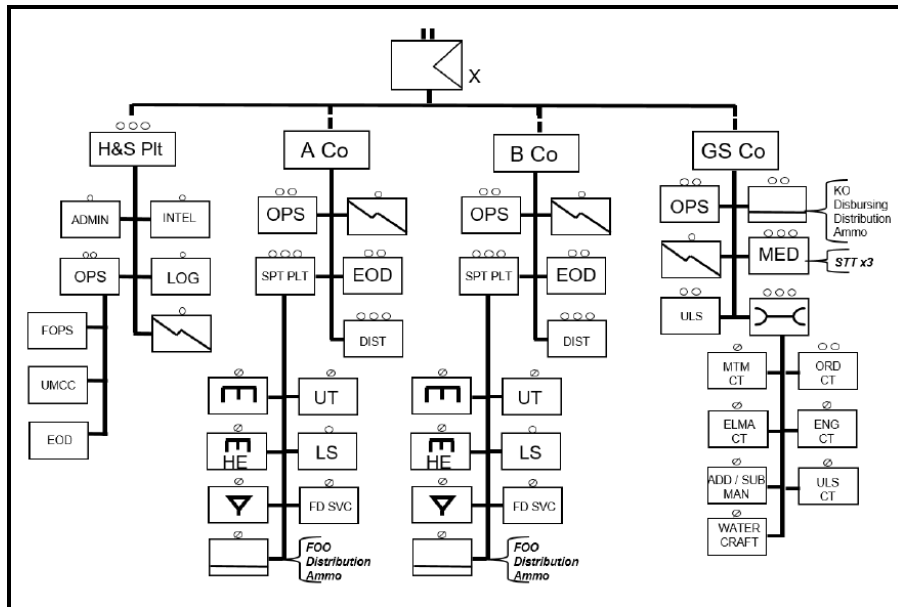 X
H&S Plt
A Co
B Co
GS Co
ADMIN
INTEL
OPS
LOG
FOPS
UMCC
EOD
OPS
SPT PLT
EOD
DIST
UT
HE
LS
FD SVC
FOO
Distribution
Ammo
OPS
SPT PLT
EOD
DIST
UT
HE
LS
FD SVC
FOO
Distribution
Ammo
OPS
KO
Disbursing
Distribution
Ammo
MED
STT x3
ULS
MTM
CT
ORD
CT
ELMA
CT
ENG
CT
ADD / SUB
MAN
ULS
CT
WATER
CRAFT